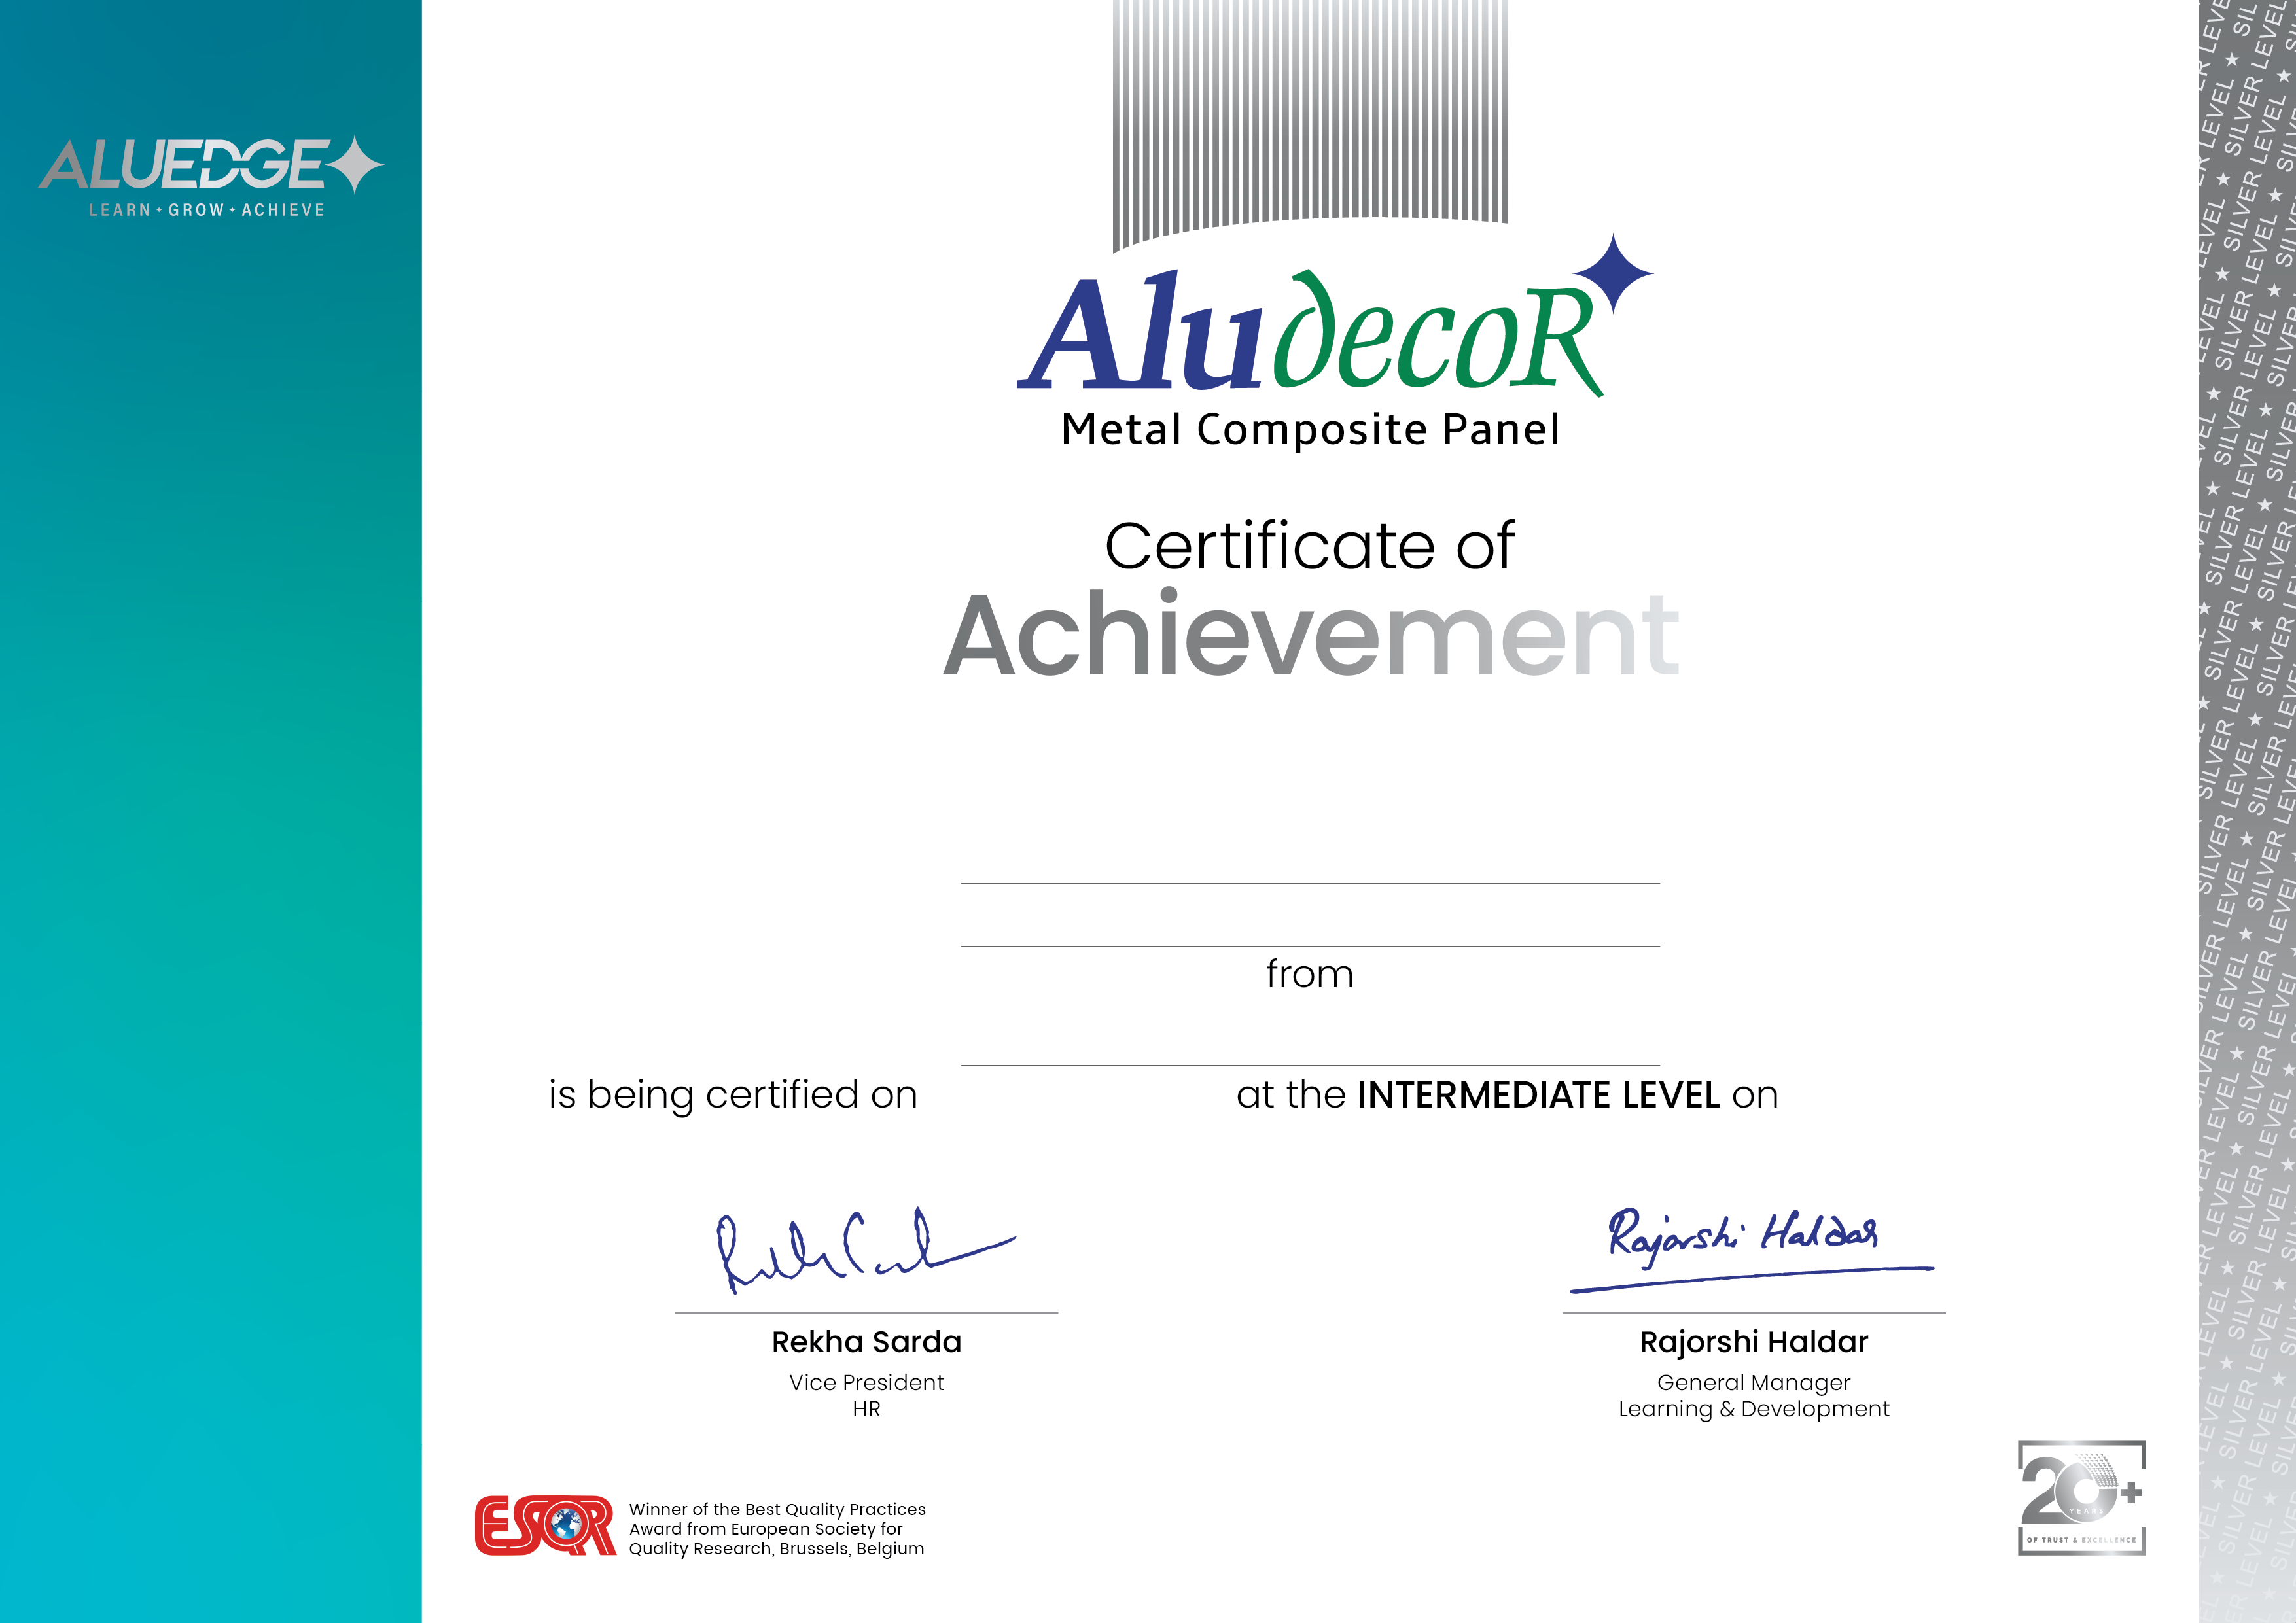 ALUEDGE
LEARN + GROW + ACHIEVE
AludecoR
Metal Composite Panel
Certificate of
Achievement
from
is being certified on at the INTERMEDIATE LEVEL on
Rajorshi Haldar
Rekha Sarda
Vice President
HR
Rajorshi Haldar
General Manager
Learning & Development
ESQR
Winner of the Best Quality Practices
Award from European Society for
Quality Research, Brussels, Belgium
20+
YEARS
OF TRUST & EXCELLENCE
SILVER LEVEL ★ SILVER LEVEL ★ SILVER LEVEL